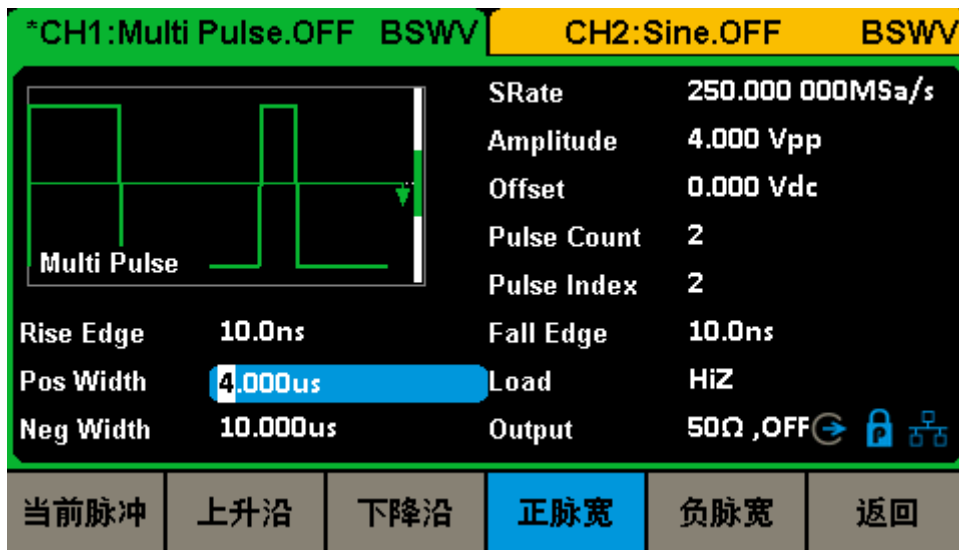 *CH1:Multi Pulse.OFF BSWV CH2:Sine.OFF BSWV
SRate 250.000 000MSa/s
Amplitude 4.000 Vpp
Offset 0.000 Vdc
Pulse Count 2
Multi Pulse
Pulse Index 2
Rise Edge 10.0ns Fall Edge 10.0ns
Pos Width 4.000us Load HiZ
Neg Width 10.000us Output 50Ω ,OFF P
当前脉冲 上升沿 下降沿 正脉宽 负脉宽 返回